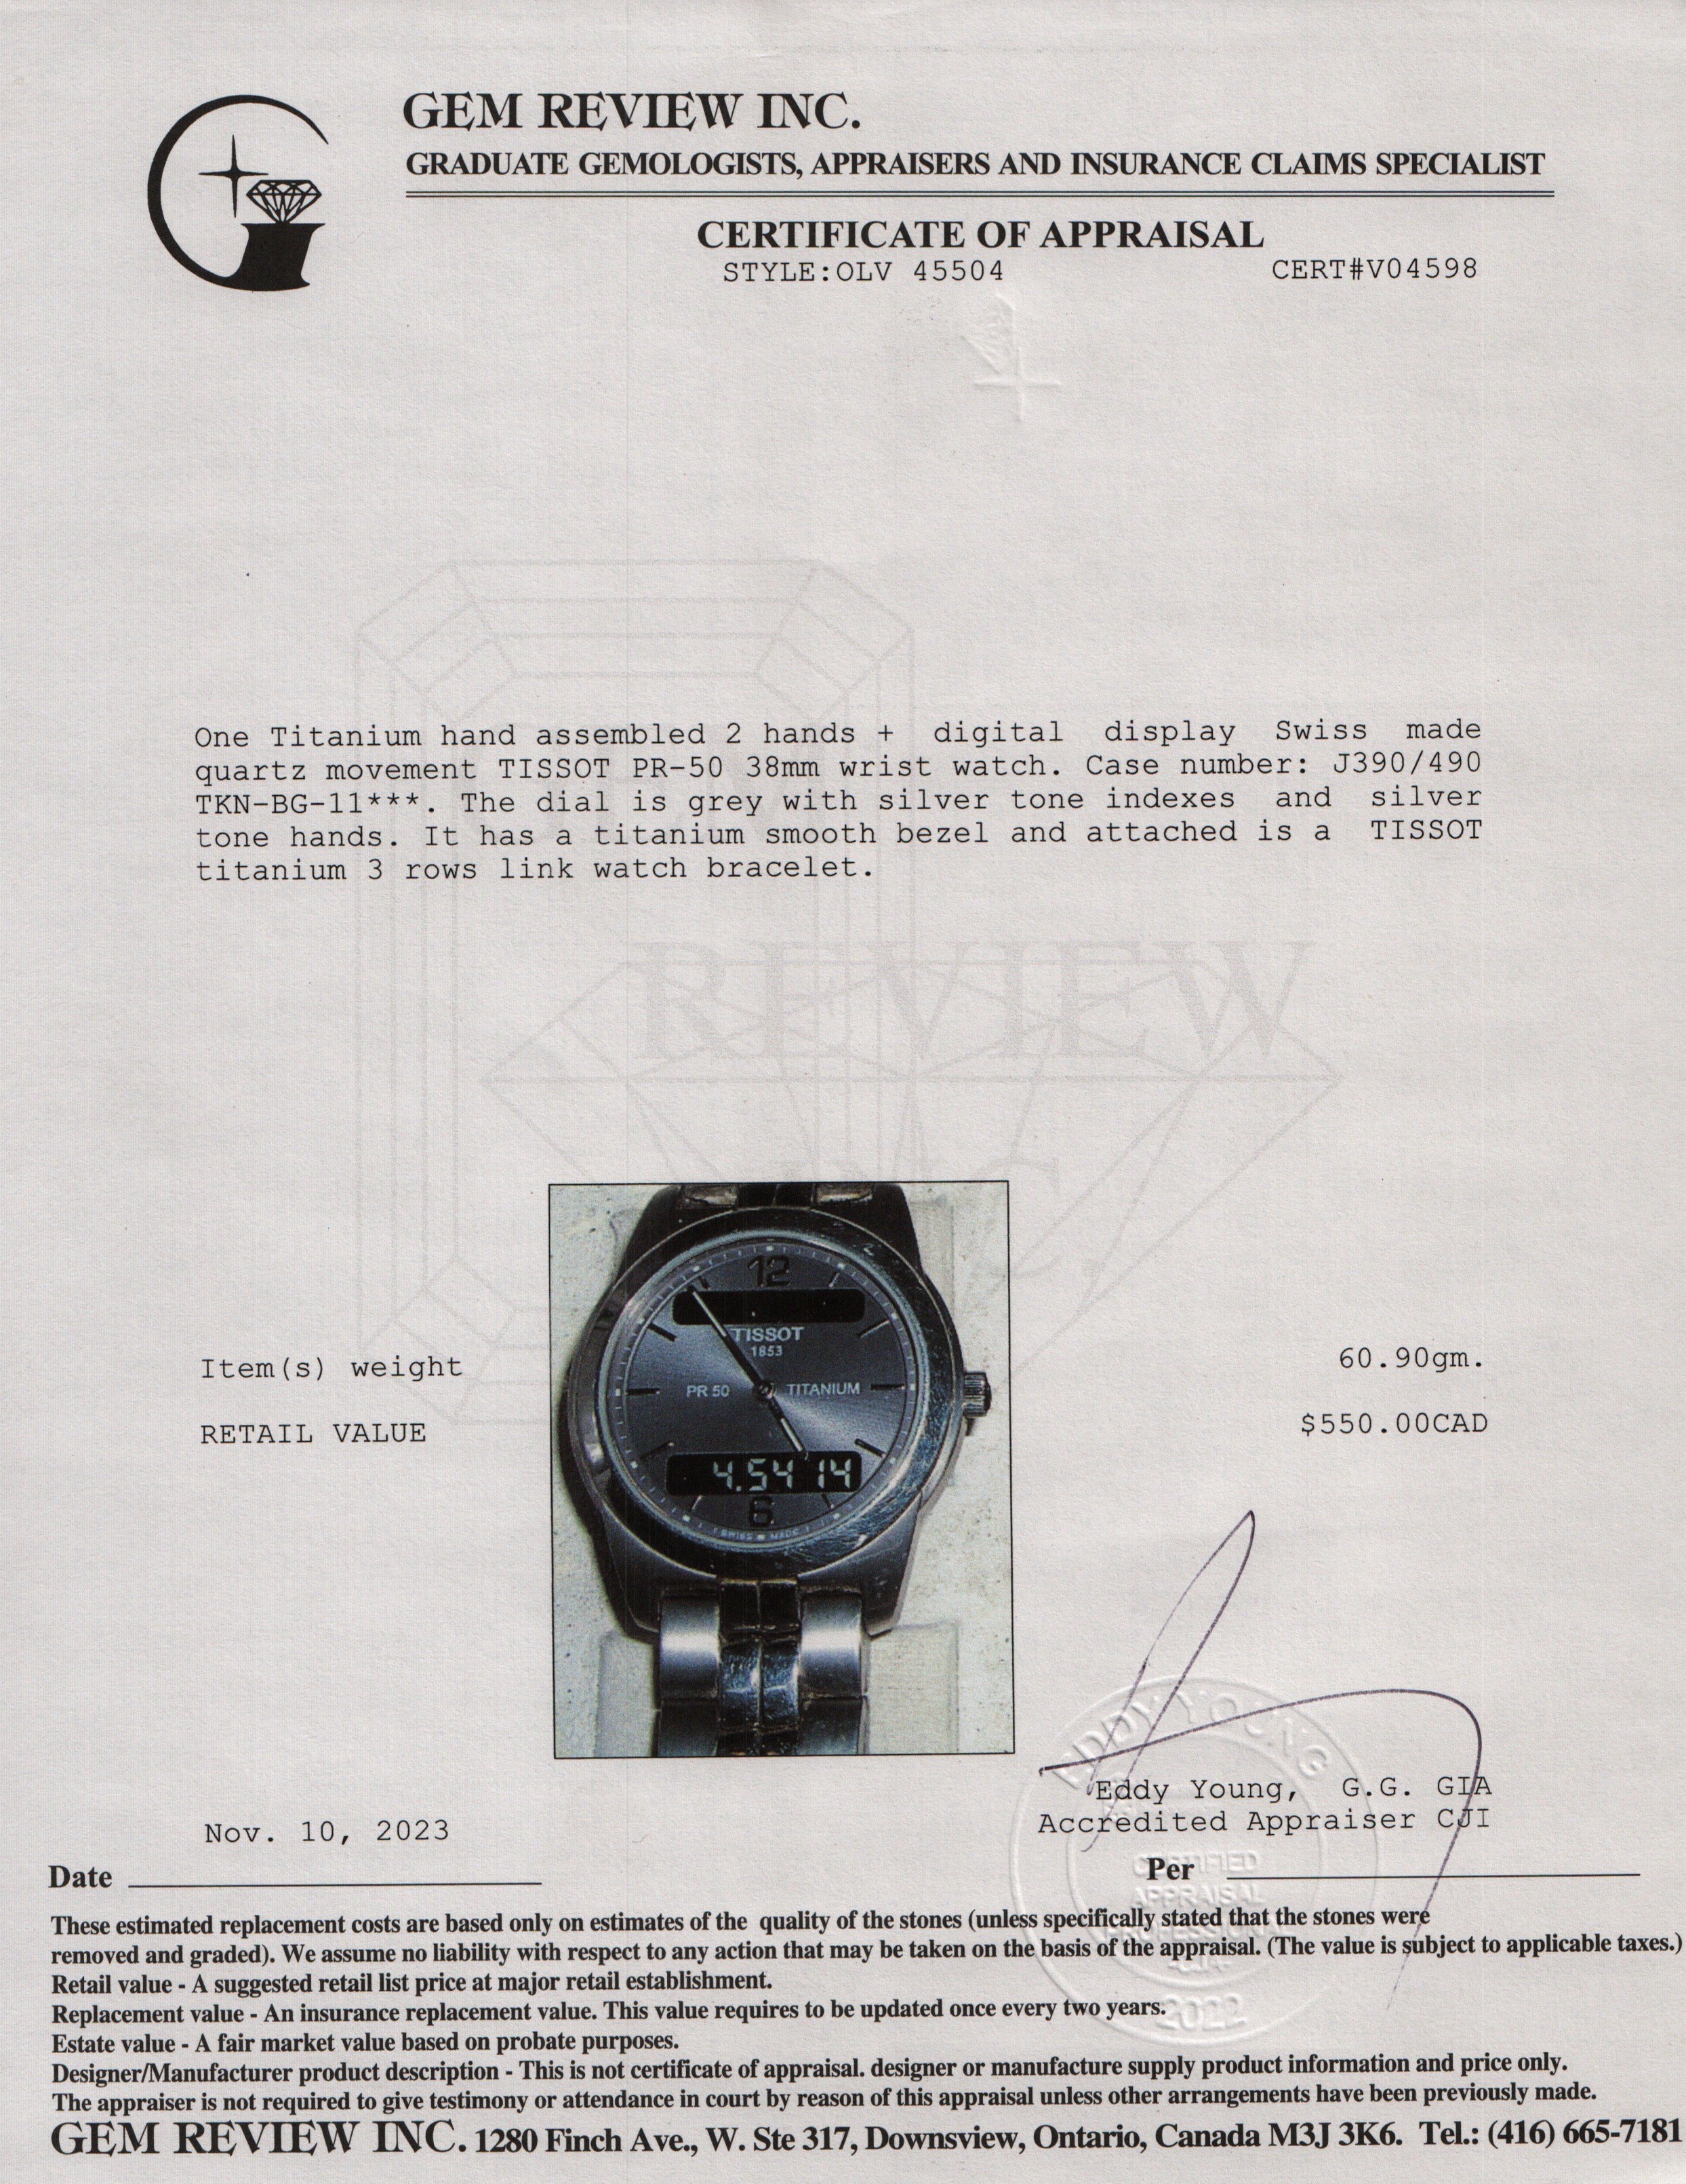 GEM REVIEW INC.
GRADUATE GEMOLOGISTS, APPRAISERS AND INSURANCE CLAIMS SPECIALIST
CERTIFICATE OF APPRAISAL
STYLE:OLV 45504 CERT#V04598
One Titanium hand assembled 2 hands + digital display Swiss made
quartz movement TISSOT PR-50 38mm wrist watch. Case number: J390/490
TKN-BG-11***. The dial is grey with silver tone indexes and silver
tone hands. It has a titanium smooth bezel and attached is a TISSOT
titanium 3 rows link watch bracelet.
REVIEW
INC.
12
TISSOT
1853
PR 50 TITANIUM
4.54 14
6
SWISS MADE
Item(s) weight 60.90gm.
RETAIL VALUE $550.00CAD
EDDY YOUNG
Eddy Young, G.G. GIA
Accredited Appraiser CJI
Nov. 10, 2023
Date
Per
CERTIFIED
APPRAISAL
PROFESSIONAL
2022
These estimated replacement costs are based only on estimates of the quality of the stones (unless specifically stated that the stones were
removed and graded). We assume no liability with respect to any action that may be taken on the basis of the appraisal. (The value is subject to applicable taxes.)
Retail value - A suggested retail list price at major retail establishment.
Replacement value - An insurance replacement value. This value requires to be updated once every two years.
Estate value - A fair market value based on probate purposes.
Designer/Manufacturer product description - This is not certificate of appraisal. designer or manufacture supply product information and price only.
The appraiser is not required to give testimony or attendance in court by reason of this appraisal unless other arrangements have been previously made.
GEM REVIEW INC. 1280 Finch Ave., W. Ste 317, Downsview, Ontario, Canada M3J 3K6. Tel.: (416) 665-7181